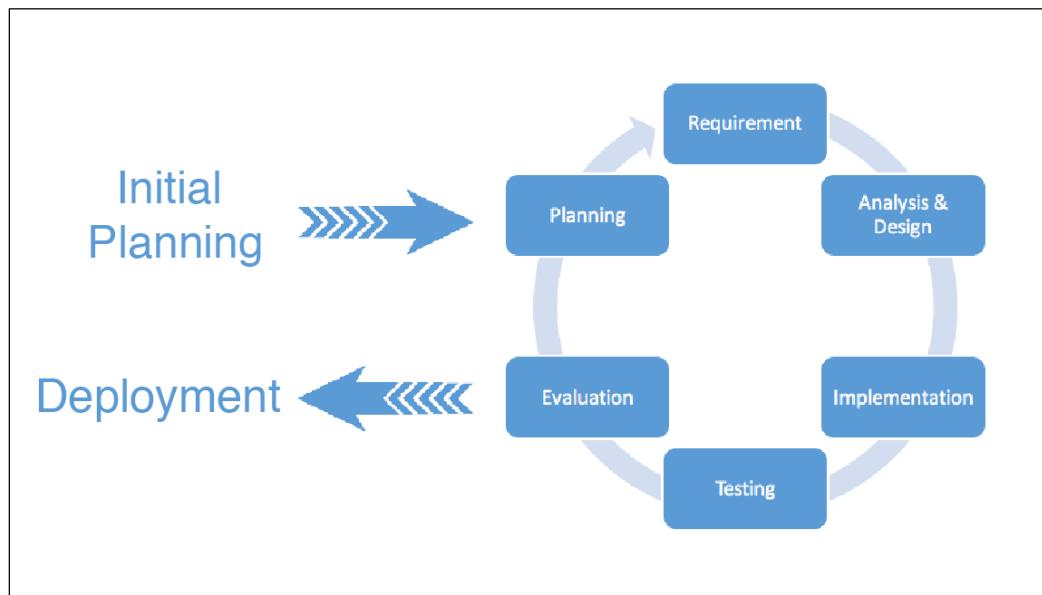 Requirement
Initial
Planning
Planning
Analysis &
Design
Deployment
Evaluation
Implementation
Testing